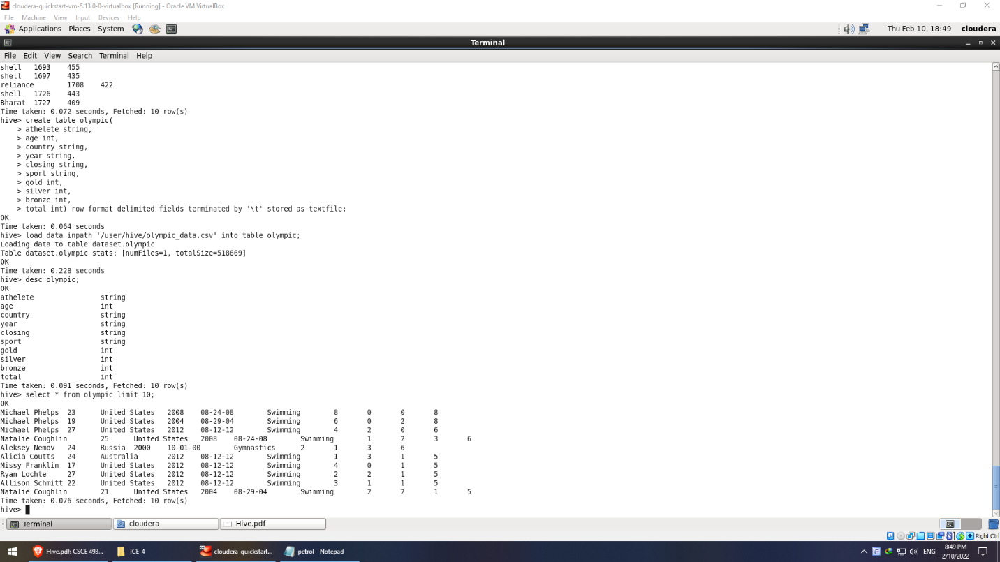 cloudera-quickstart-vm-5.13.0-0-virtualbox [Running] - Oracle VM VirtualBox
File Machine View Input Devices Help
Applications Places System Thu Feb 10, 18:49 cloudera
Terminal
File Edit View Search Terminal Help
shell 1693 455
shell 1697 435
reliance 1708 422
shell 1726 443
Bharat 1727 409
Time taken: 0.072 seconds, Fetched: 10 row(s)
hive> create table olympic(
> athelete string,
> age int,
> country string,
> year string,
> closing string,
> sport string,
> gold int,
> silver int,
> bronze int,
> total int) row format delimited fields terminated by '\t' stored as textfile;
OK
Time taken: 0.064 seconds
hive> load data inpath '/user/hive/olympic_data.csv' into table olympic;
Loading data to table dataset.olympic
Table dataset.olympic stats: [numFiles=1, totalSize=518669]
OK
Time taken: 0.228 seconds
hive> desc olympic;
OK
athelete string
age int
country string
year string
closing string
sport string
gold int
silver int
bronze int
total int
Time taken: 0.091 seconds, Fetched: 10 row(s)
hive> select * from olympic limit 10;
OK
Michael Phelps 23 United States 2008 08-24-08 Swimming 8 0 0 8
Michael Phelps 19 United States 2004 08-29-04 Swimming 6 0 2 8
Michael Phelps 27 United States 2012 08-12-12 Swimming 4 2 0 6
Natalie Coughlin 25 United States 2008 08-24-08 Swimming 1 2 3 6
Aleksey Nemov 24 Russia 2000 10-01-00 Gymnastics 2 1 3 6
Alicia Coutts 24 Australia 2012 08-12-12 Swimming 1 3 1 5
Missy Franklin 17 United States 2012 08-12-12 Swimming 4 0 1 5
Ryan Lochte 27 United States 2012 08-12-12 Swimming 2 2 1 5
Allison Schmitt 22 United States 2012 08-12-12 Swimming 3 1 1 5
Natalie Coughlin 21 United States 2004 08-29-04 Swimming 2 2 1 5
Time taken: 0.076 seconds, Fetched: 10 row(s)
hive>
Terminal cloudera Hive.pdf
Right Ctrl
Hive.pdf: CSCE 493... ICE-4 cloudera-quickstart... petrol - Notepad ENG 8:49 PM
2/10/2022